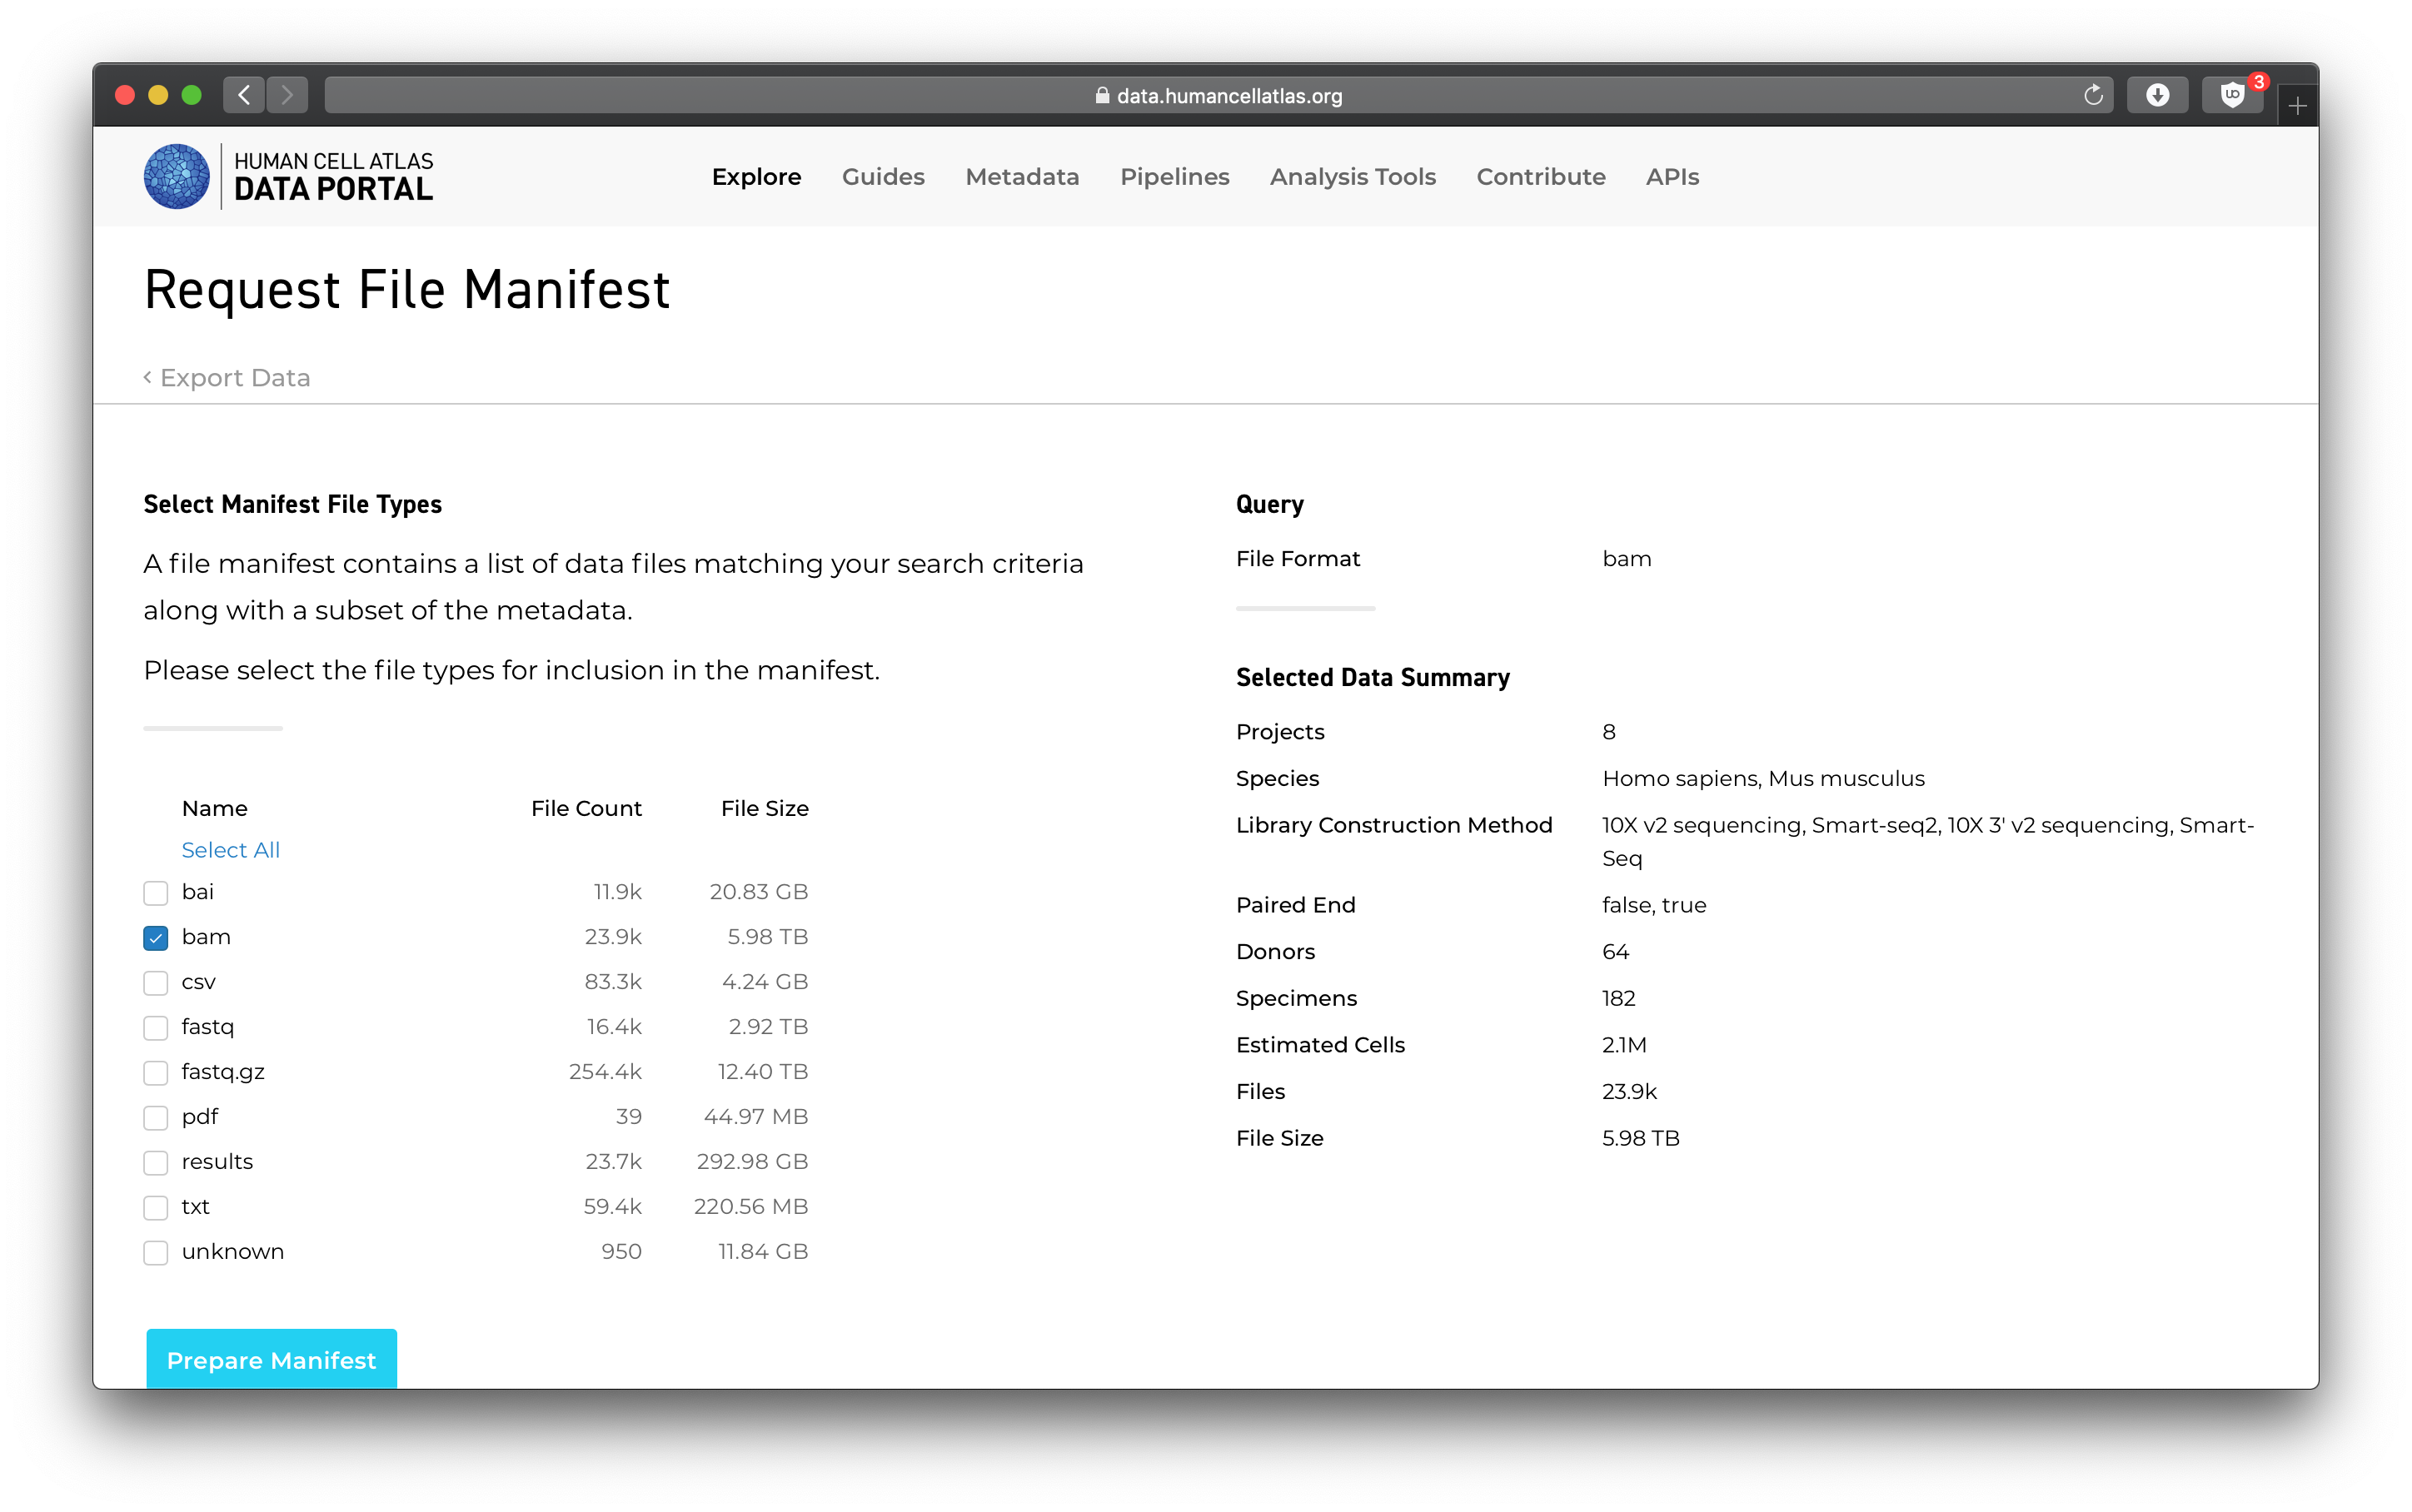 data.humancellatlas.org
3
HUMAN CELL ATLAS
DATA PORTAL
Explore Guides Metadata Pipelines Analysis Tools Contribute APIs
Request File Manifest
‹ Export Data
Select Manifest File Types
A file manifest contains a list of data files matching your search criteria
along with a subset of the metadata.
Please select the file types for inclusion in the manifest.
Name File Count File Size
Select All
bai 11.9k 20.83 GB
bam 23.9k 5.98 TB
csv 83.3k 4.24 GB
fastq 16.4k 2.92 TB
fastq.gz 254.4k 12.40 TB
pdf 39 44.97 MB
results 23.7k 292.98 GB
txt 59.4k 220.56 MB
unknown 950 11.84 GB
Prepare Manifest
Query
File Format bam
Selected Data Summary
Projects 8
Species Homo sapiens, Mus musculus
Library Construction Method 10X v2 sequencing, Smart-seq2, 10X 3' v2 sequencing, Smart-
Seq
Paired End false, true
Donors 64
Specimens 182
Estimated Cells 2.1M
Files 23.9k
File Size 5.98 TB